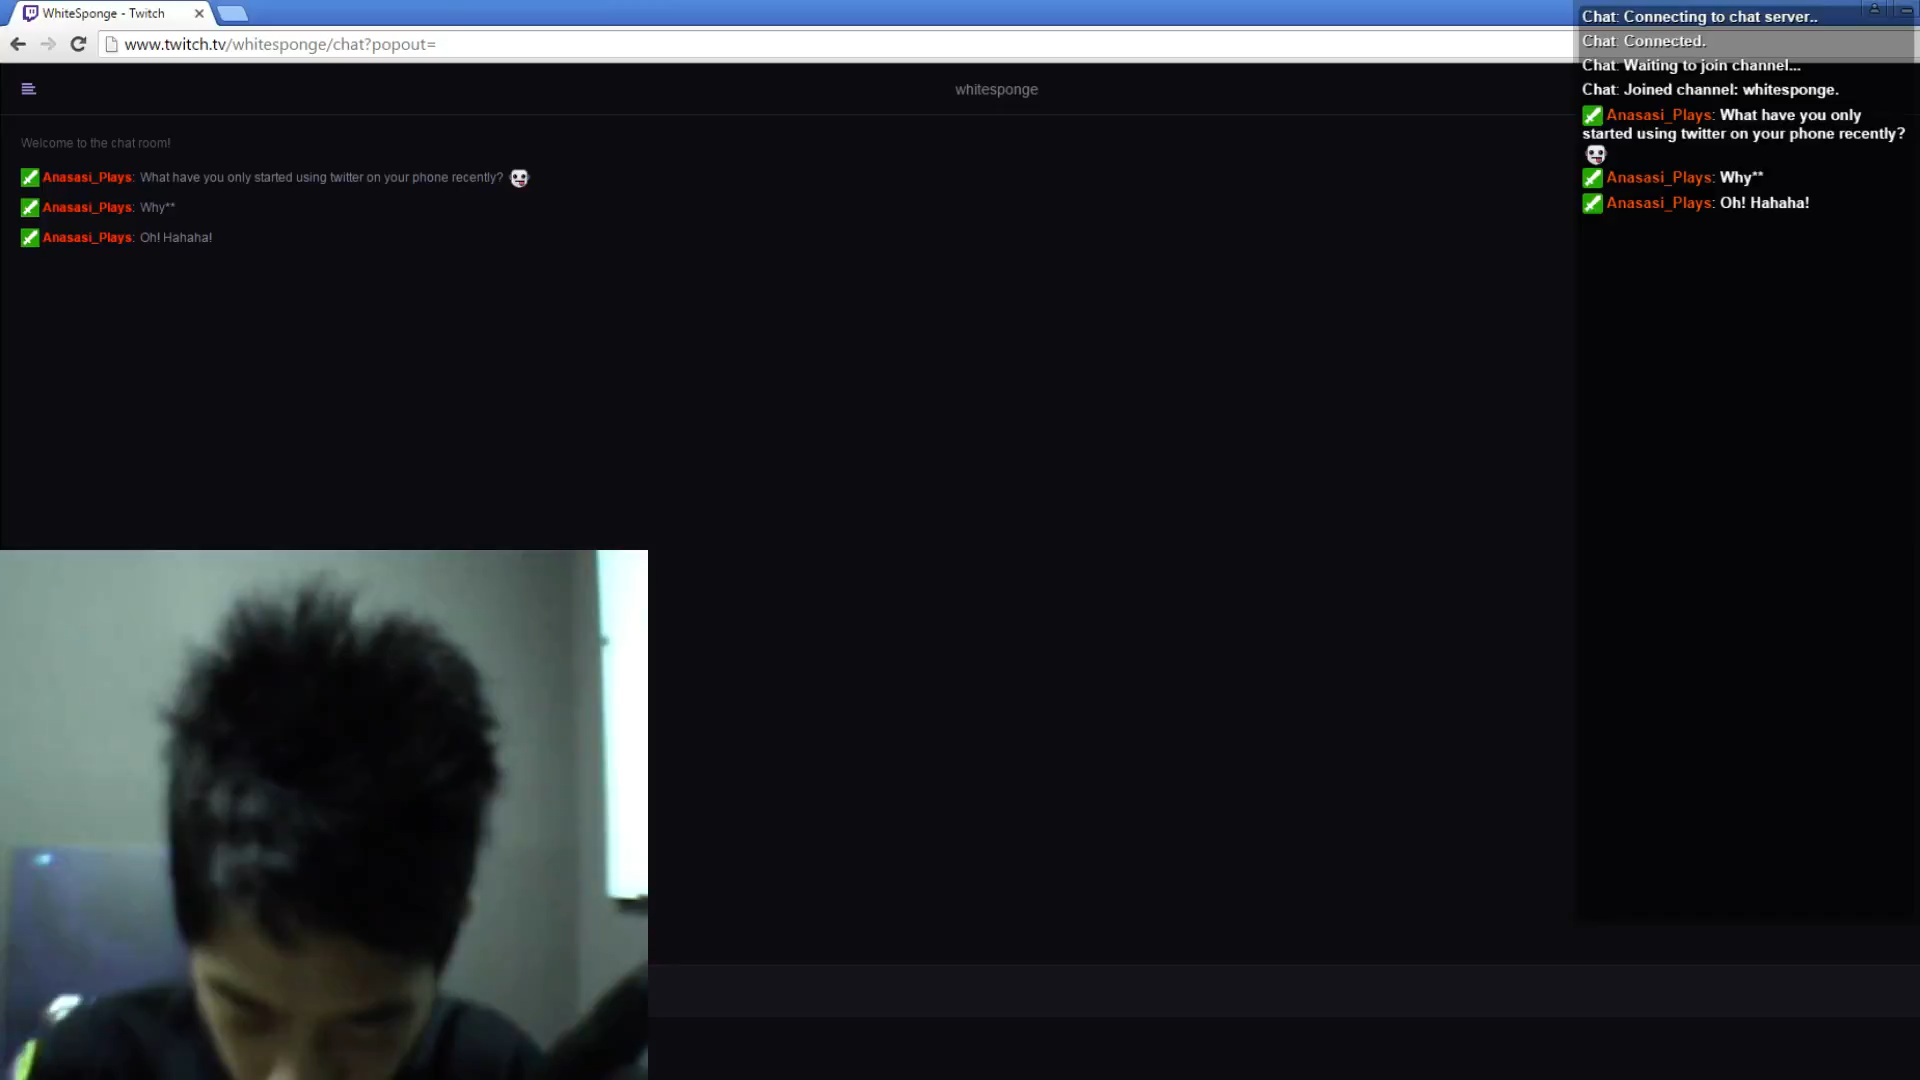 WhiteSponge - Twitch
www.twitch.tv/whitesponge/chat?popout=
whitesponge
Welcome to the chat room!
Anasasi_Plays: What have you only started using twitter on your phone recently?
Anasasi_Plays: Why**
Anasasi_Plays: Oh! Hahaha!
Chat: Connecting to chat server..
Chat: Connected.
Chat: Waiting to join channel...
Chat: Joined channel: whitesponge.
Anasasi_Plays: What have you only
started using twitter on your phone recently?
Anasasi_Plays: Why**
Anasasi_Plays: Oh! Hahaha!